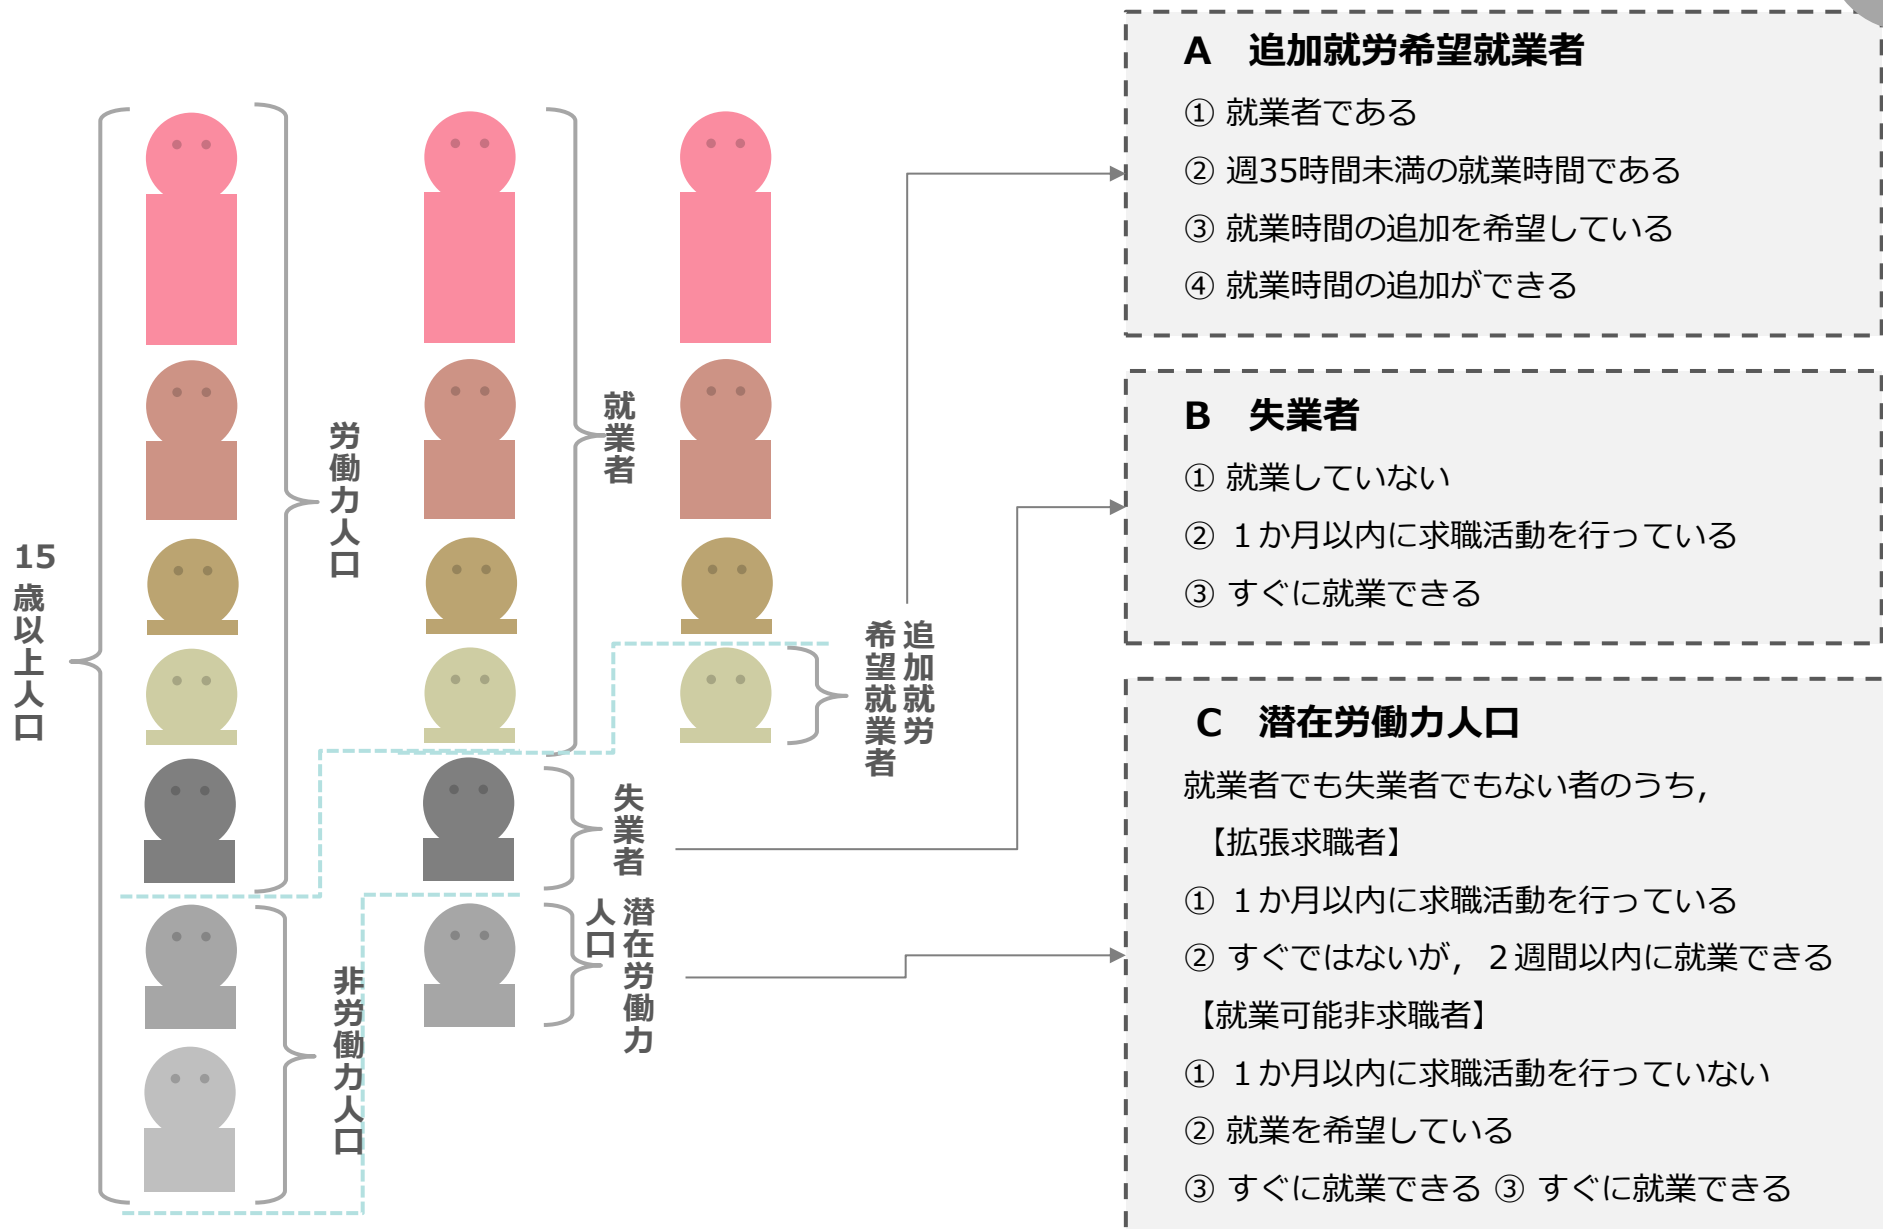 15歳以上人口
労働力人口
非労働力人口
就業者
失業者
潜在労働力
人口
追加就労
希望就業者
A 追加就労希望就業者
① 就業者である
② 週35時間未満の就業時間である
③ 就業時間の追加を希望している
④ 就業時間の追加ができる
B 失業者
① 就業していない
② １か月以内に求職活動を行っている
③ すぐに就業できる
C 潜在労働力人口
就業者でも失業者でもない者のうち,
【拡張求職者】
① １か月以内に求職活動を行っている
② すぐではないが，２週間以内に就業できる
【就業可能非求職者】
① １か月以内に求職活動を行っていない
② 就業を希望している
③ すぐに就業できる ③ すぐに就業できる